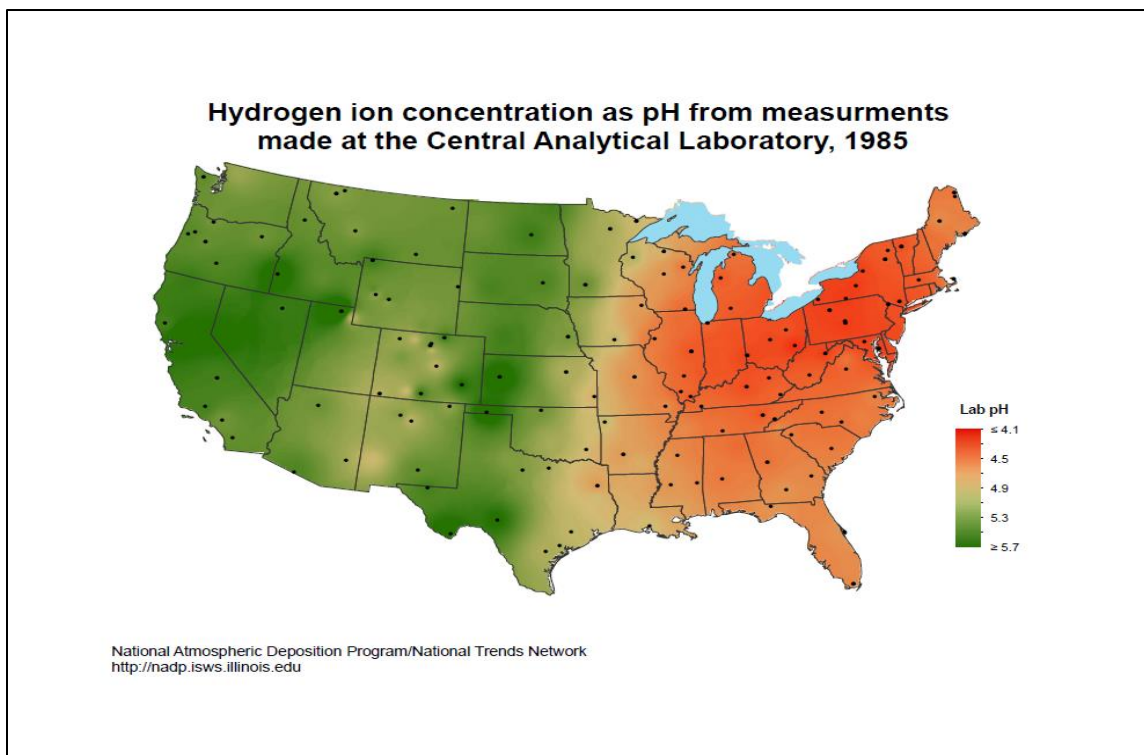 Hydrogen ion concentration as pH from measurments
made at the Central Analytical Laboratory, 1985
Lab pH
≤ 4.1
4.5
4.9
5.3
≥ 5.7
National Atmospheric Deposition Program/National Trends Network
http://nadp.isws.illinois.edu